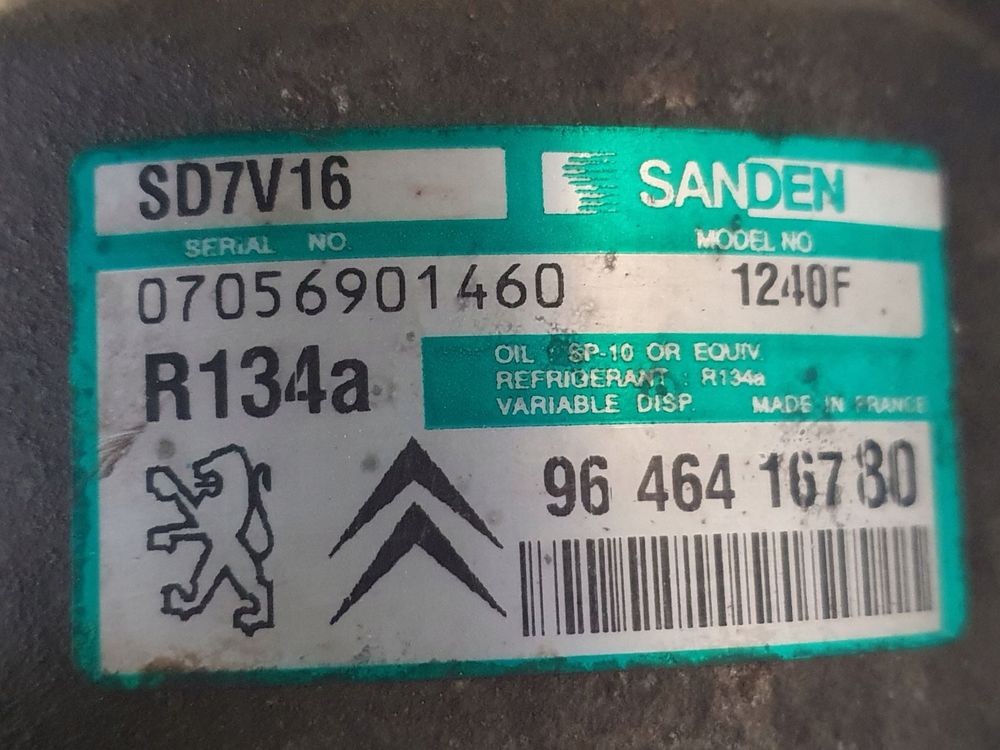 SD7V16
SANDEN
SERIAL NO.
MODEL NO
07056901460
1240F
R134a
OIL : SP-10 OR EQUIV.
REFRIGERANT : R134a
VARIABLE DISP. MADE IN FRANCE
96 464 167 80